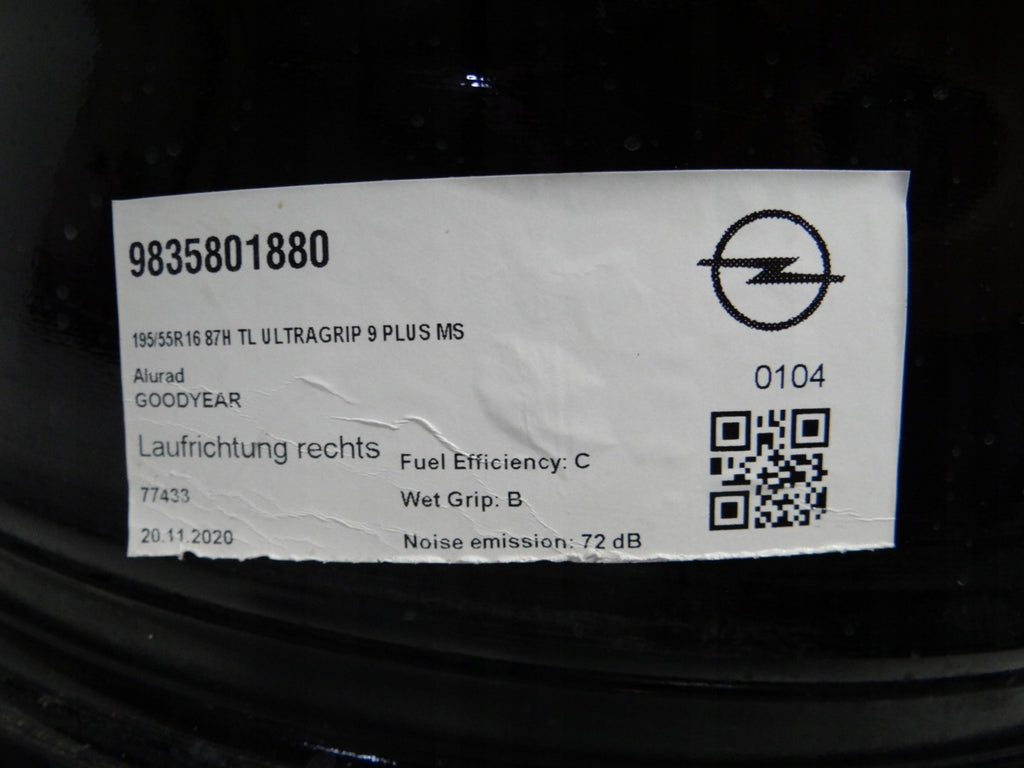 9835801880
195/55R16 87H TL ULTRAGRIP 9 PLUS MS
Alurad
GOODYEAR
0104
Laufrichtung rechts
Fuel Efficiency: C
77433
Wet Grip: B
20.11.2020
Noise emission: 72 dB